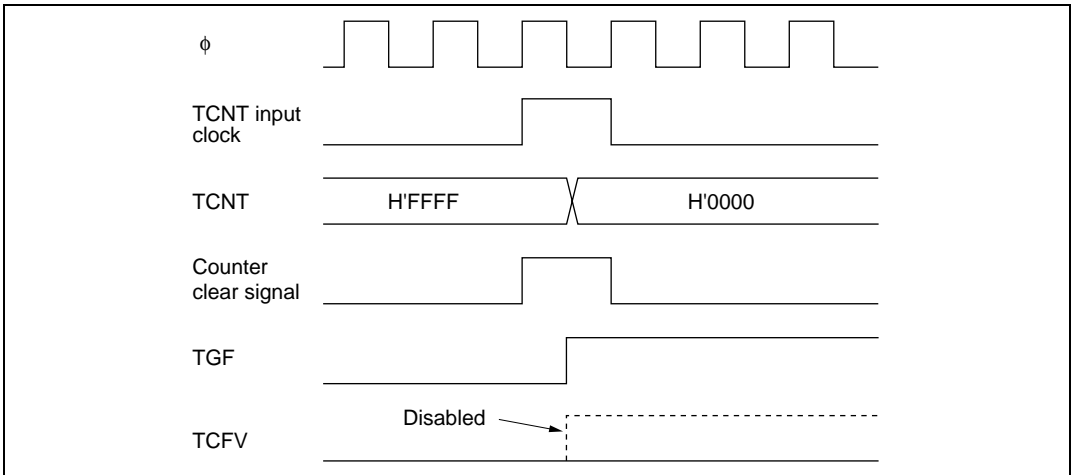 ϕ
TCNT input
clock
TCNT
H'FFFF
H'0000
Counter
clear signal
TGF
Disabled
TCFV